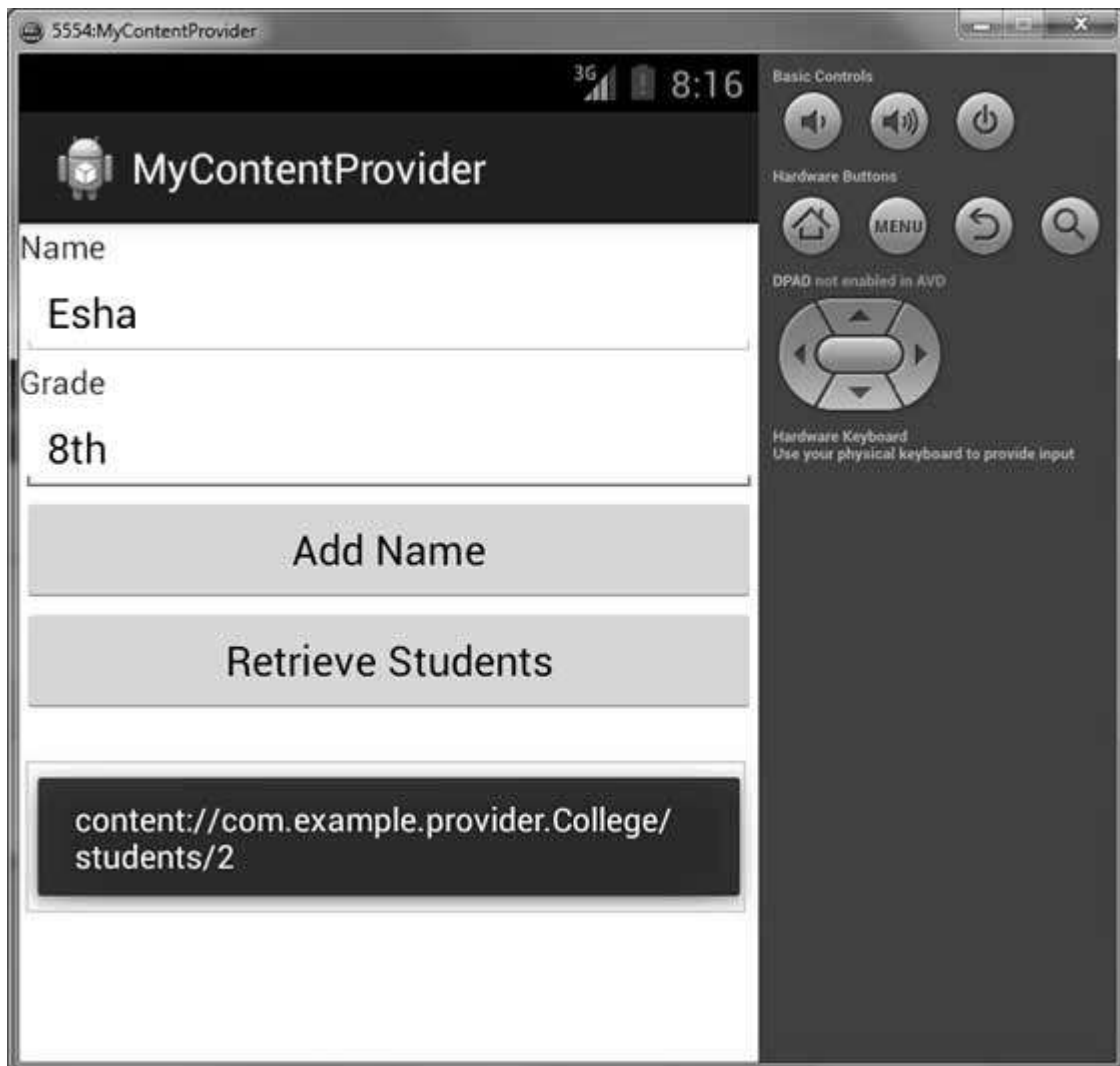 5554:MyContentProvider
3G 8:16
MyContentProvider
Name
Esha
Grade
8th
Add Name
Retrieve Students
content://com.example.provider.College/
students/2
Basic Controls
Hardware Buttons
MENU
DPAD not enabled in AVD
Hardware Keyboard
Use your physical keyboard to provide input